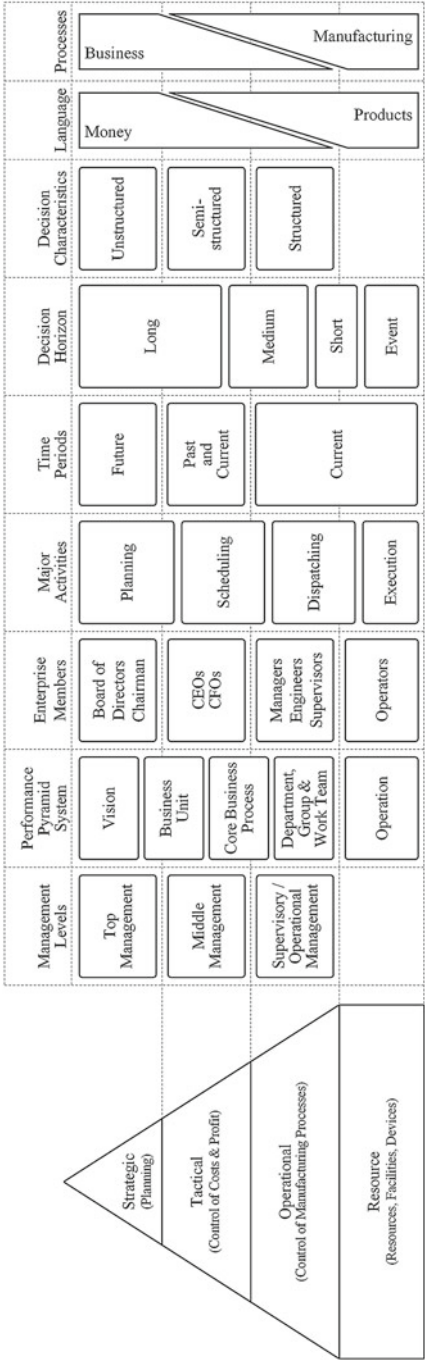 Strategic
(Planning)
Tactical
(Control of Costs & Profit)
Operational
(Control of Manufacturing Processes)
Resource
(Resources, Facilities, Devices)
Management
Levels
Top
Management
Middle
Management
Supervisory /
Operational
Management
Performance
Pyramid
System
Vision
Business
Unit
Core Business
Process
Department,
Group &
Work Team
Operation
Enterprise
Members
Board of
Directors
Chairman
CEOs
CFOs
Managers
Engineers
Supervisors
Operators
Major
Activities
Planning
Scheduling
Dispatching
Execution
Time
Periods
Future
Past
and
Current
Current
Decision
Horizon
Long
Medium
Short
Event
Decision
Characteristics
Unstructured
Semi-
structured
Structured
Language
Money
Products
Processes
Business
Manufacturing